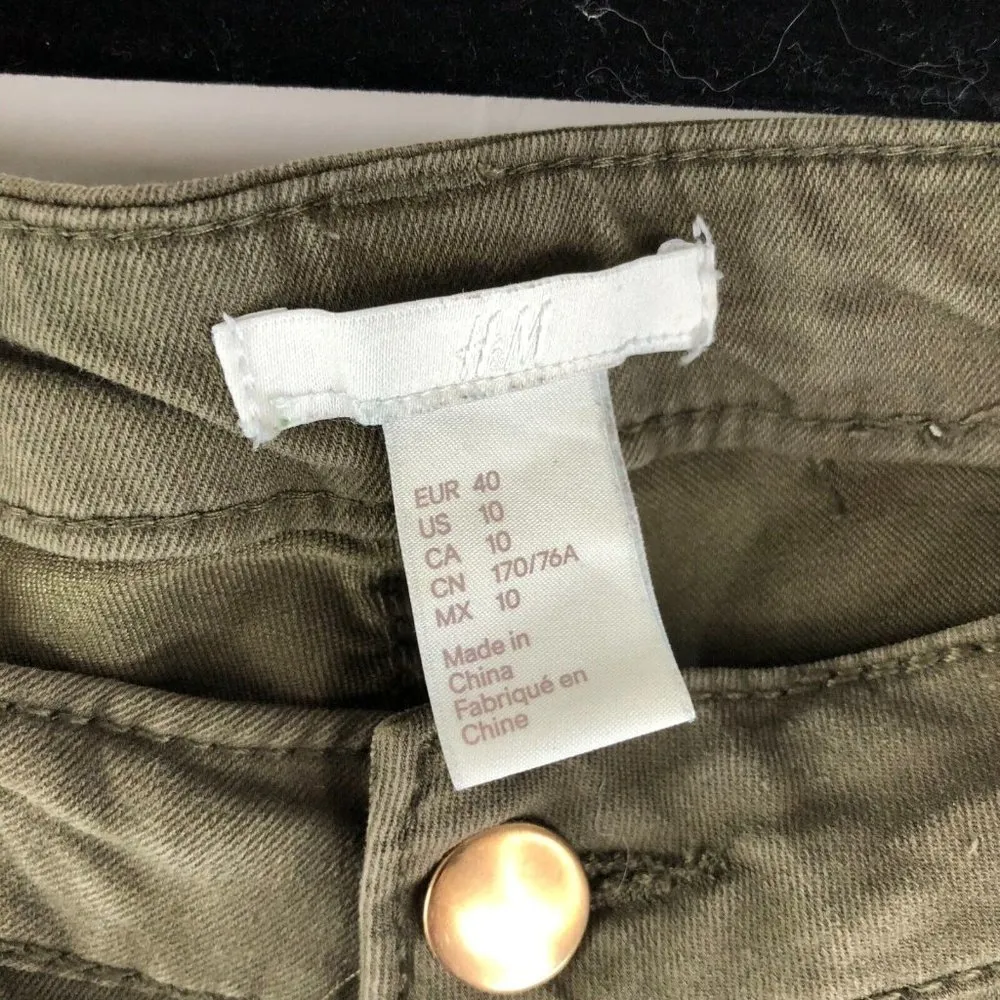 H&M
EUR 40
US 10
CA 10
CN 170/76A
MX 10
Made in
China
Fabriqué en
Chine